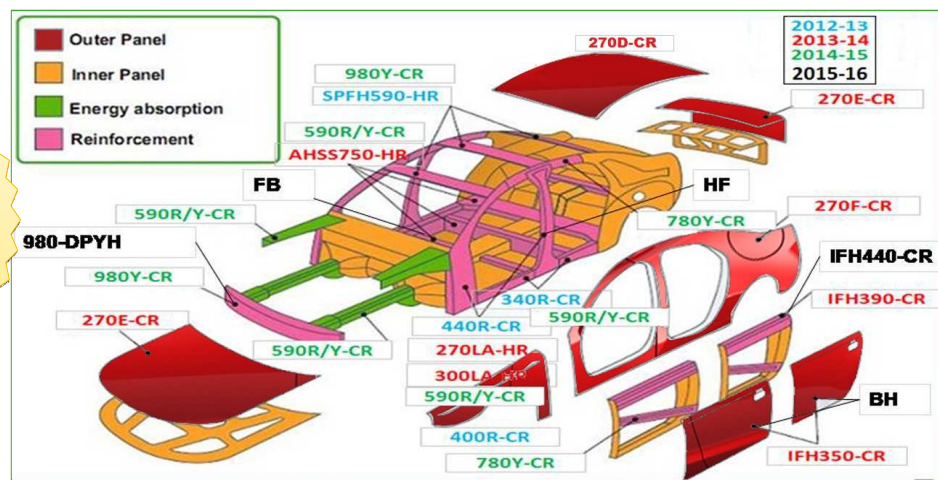 Outer Panel
Inner Panel
Energy absorption
Reinforcement
2012-13
2013-14
2014-15
2015-16
270D-CR
980Y-CR
SPFH590-HR
270E-CR
590R/Y-CR
AHSS750-HR
FB
HF
590R/Y-CR
780Y-CR
270F-CR
980-DPYH
IFH440-CR
980Y-CR
340R-CR
IFH390-CR
270E-CR
440R-CR
590R/Y-CR
590R/Y-CR
270LA-HR
300LA-HR
590R/Y-CR
BH
400R-CR
780Y-CR
IFH350-CR